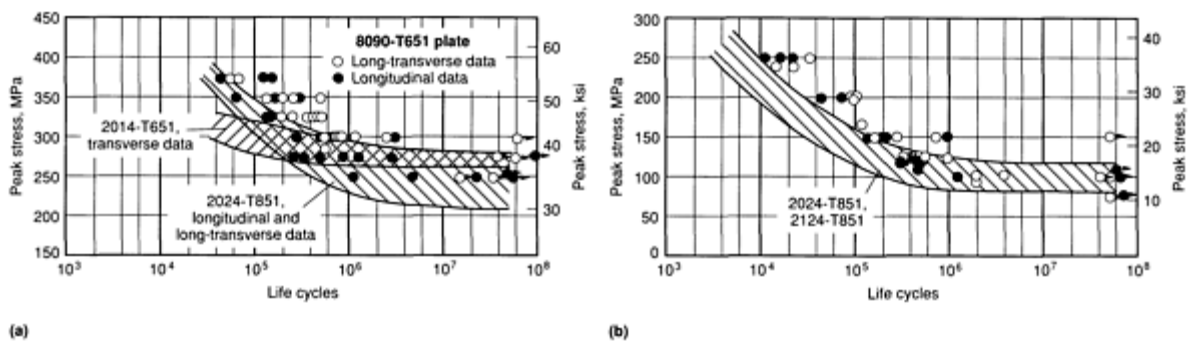 450
400
350
300
250
200
150
Peak stress, MPa
8090-T651 plate
Long-transverse data
Longitudinal data
2014-T651,
transverse data
2024-T851,
longitudinal and
long-transverse data
60
50
40
30
Peak stress, ksi
10³ 10⁴ 10⁵ 10⁶ 10⁷ 10⁸
Life cycles
(a)
300
250
200
150
100
50
0
Peak stress, MPa
2024-T851,
2124-T851
40
30
20
10
Peak stress, ksi
10³ 10⁴ 10⁵ 10⁶ 10⁷ 10⁸
Life cycles
(b)